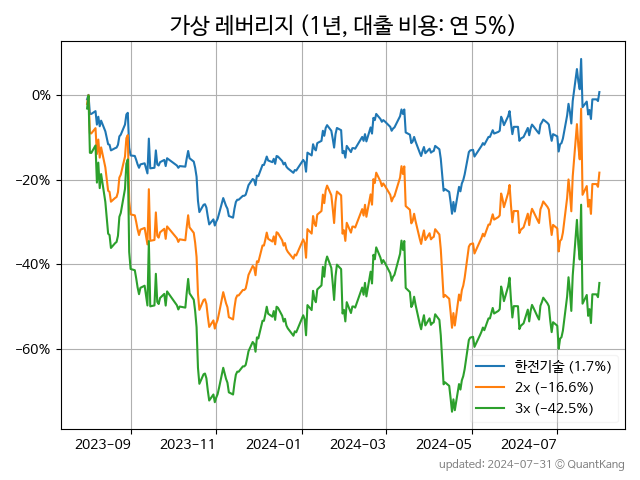 가상 레버리지 (1년, 대출 비용: 연 5%)
0%
−20%
−40%
−60%
한전기술 (1.7%)
2x (−16.6%)
3x (−42.5%)
2023-09 2023-11 2024-01 2024-03 2024-05 2024-07
updated: 2024-07-31 © QuantKang